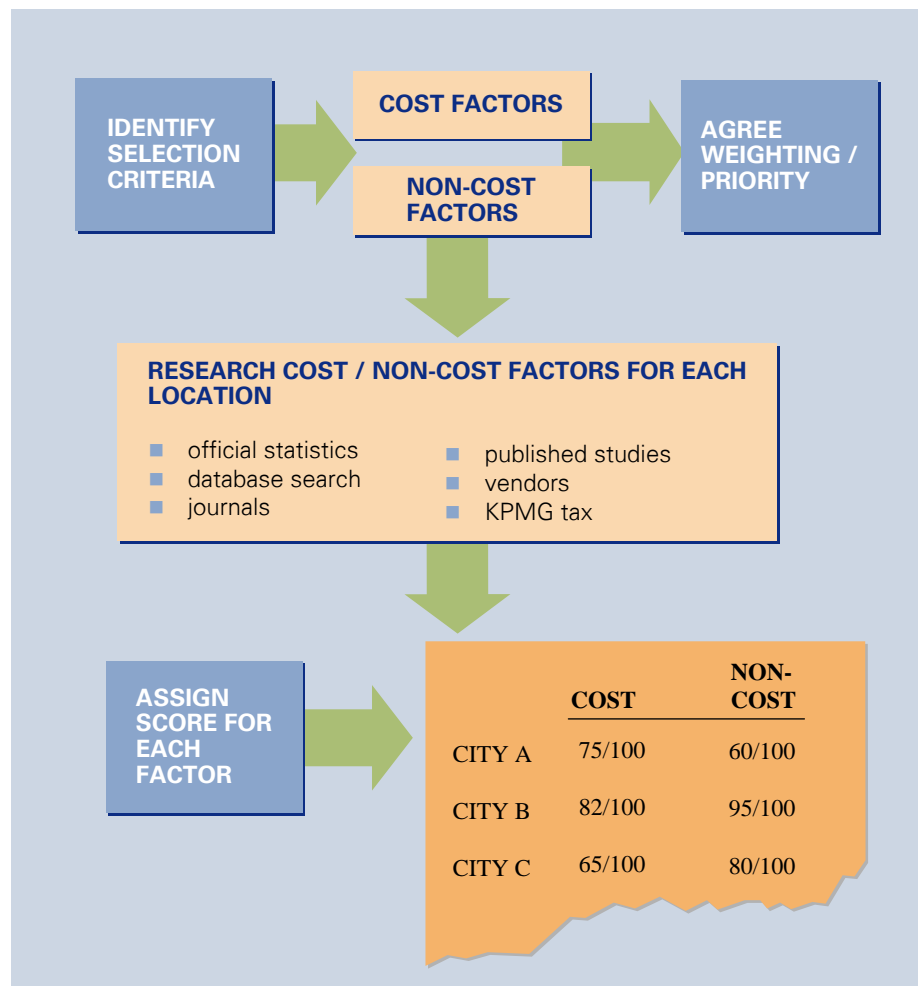 IDENTIFY
SELECTION
CRITERIA
COST FACTORS
NON-COST
FACTORS
AGREE
WEIGHTING /
PRIORITY
RESEARCH COST / NON-COST FACTORS FOR EACH
LOCATION
official statistics
database search
journals
published studies
vendors
KPMG tax
ASSIGN
SCORE FOR
EACH
FACTOR
COST NON-
COST
CITY A 75/100 60/100
CITY B 82/100 95/100
CITY C 65/100 80/100